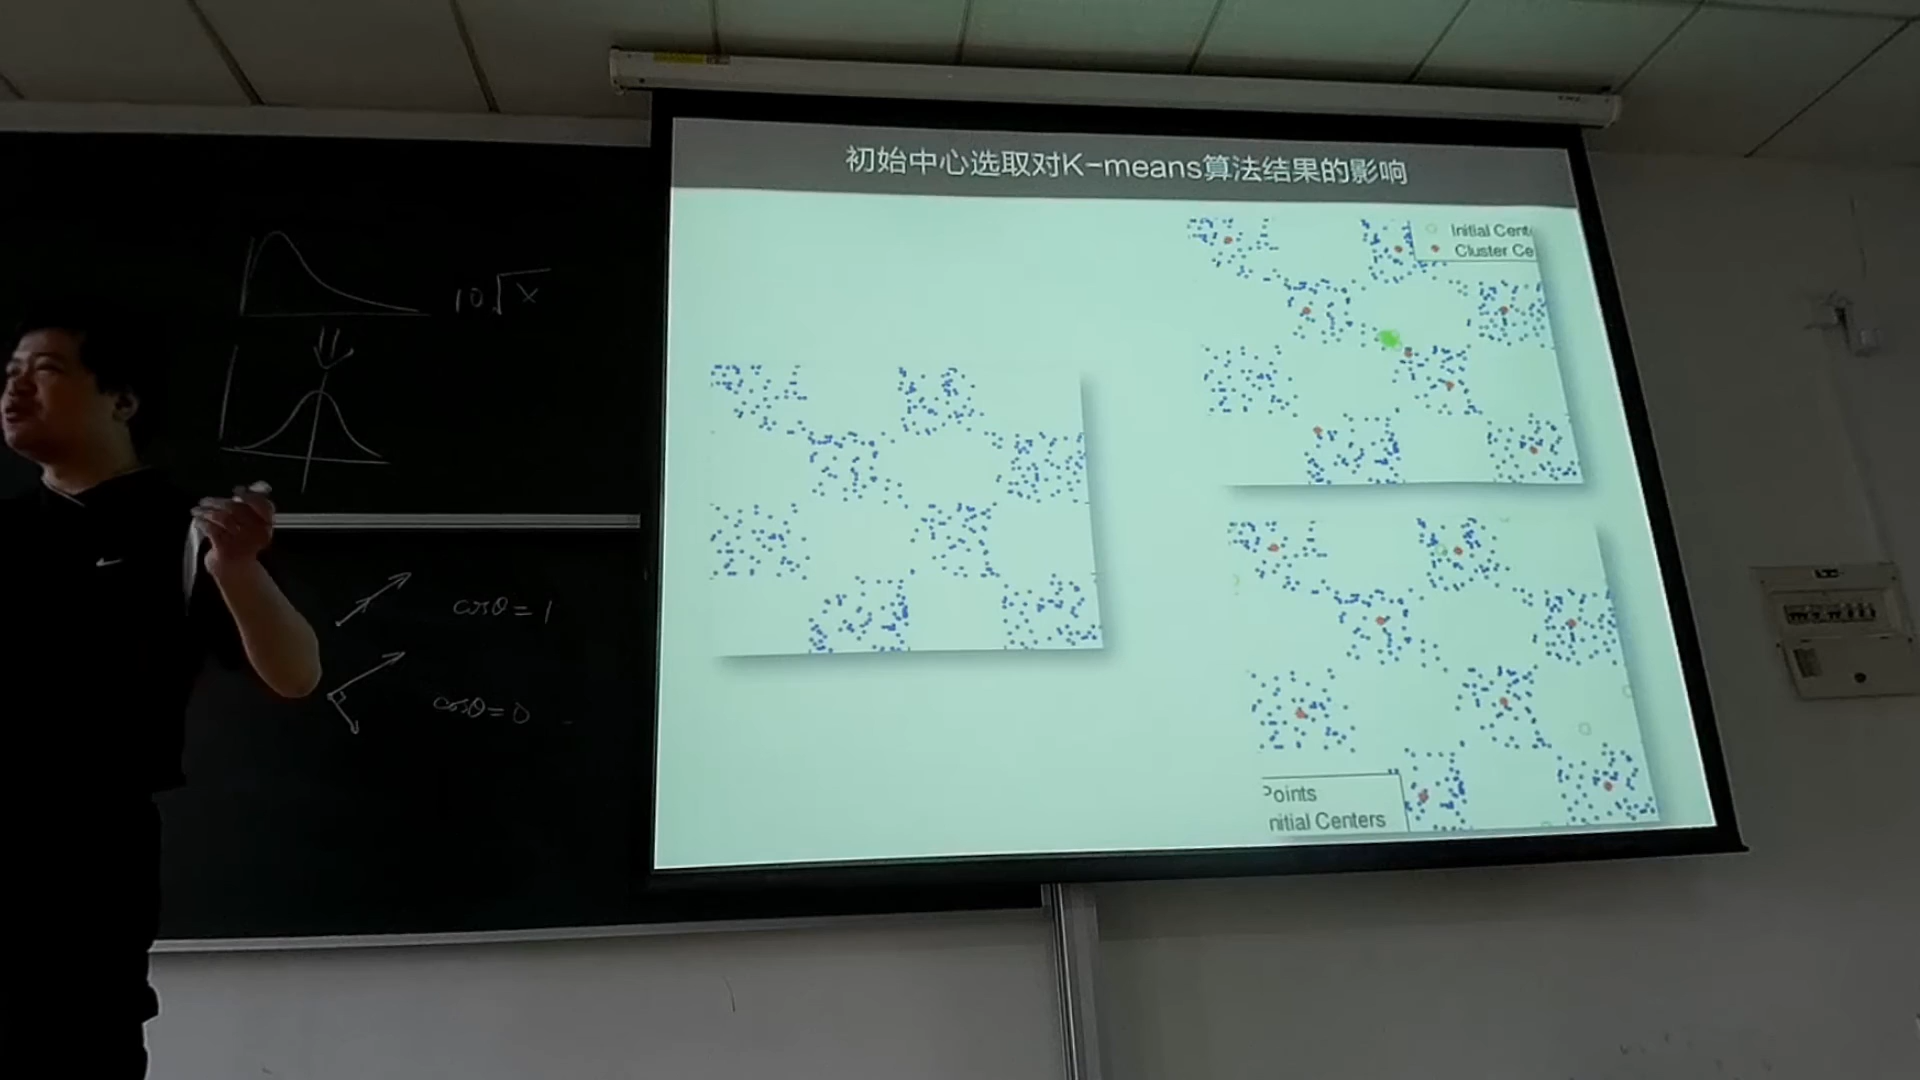 初始中心选取对K-means算法结果的影响
10√x
cosθ=1
cosθ=0
Initial Cent
Cluster Ce
Points
nitial Centers